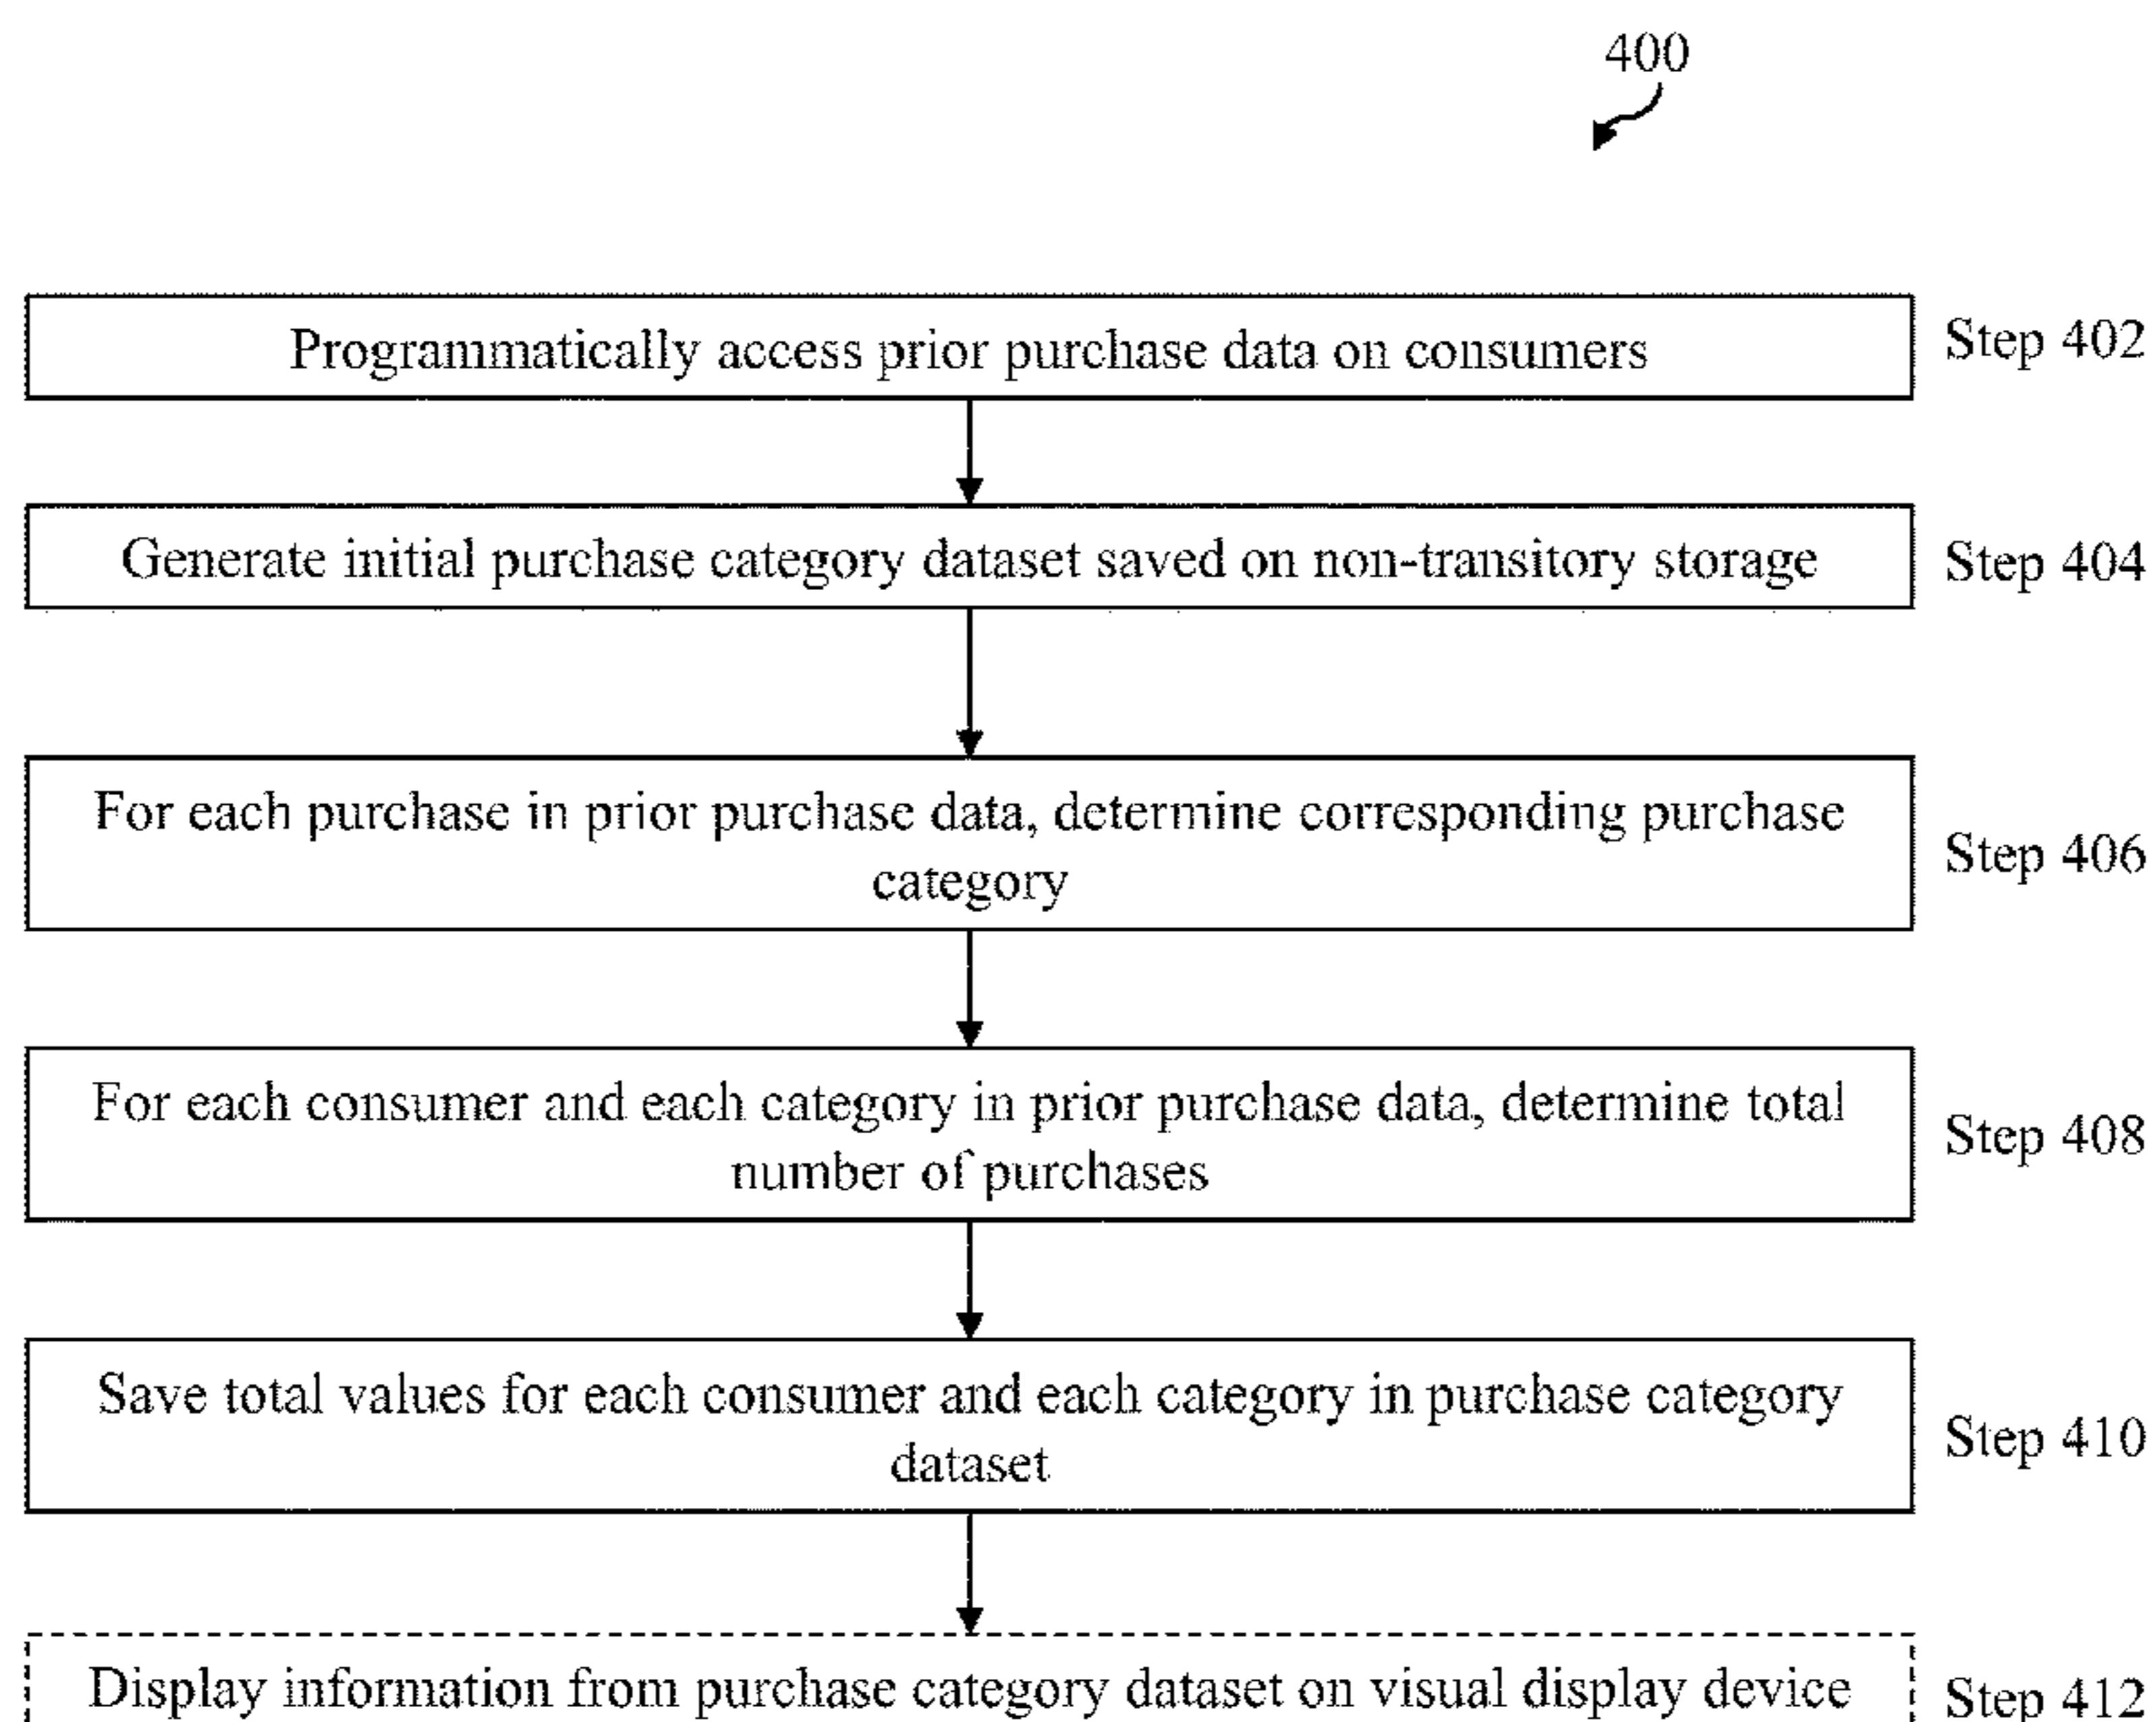 400
Programmatically access prior purchase data on consumers
Step 402
Generate initial purchase category dataset saved on non-transitory storage
Step 404
For each purchase in prior purchase data, determine corresponding purchase
category
Step 406
For each consumer and each category in prior purchase data, determine total
number of purchases
Step 408
Save total values for each consumer and each category in purchase category
dataset
Step 410
Display information from purchase category dataset on visual display device
Step 412